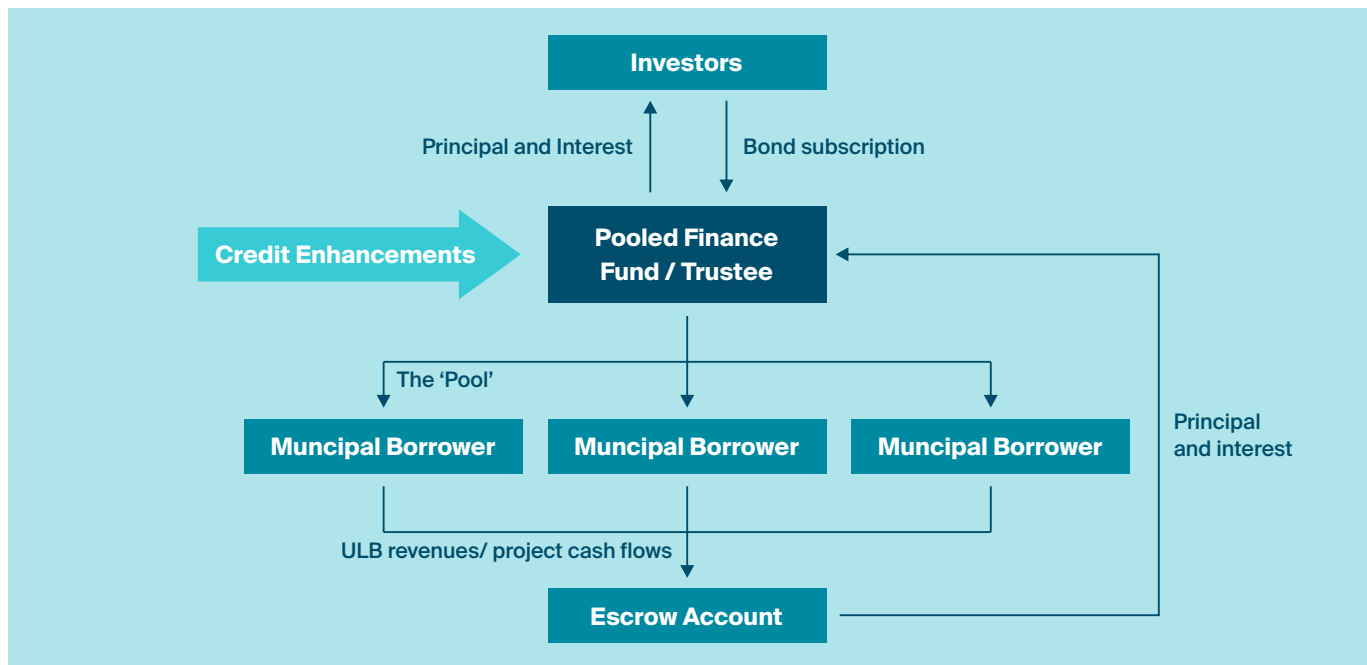 Investors
Principal and Interest
Bond subscription
Credit Enhancements
Pooled Finance
Fund / Trustee
The ‘Pool’
Muncipal Borrower
Muncipal Borrower
Muncipal Borrower
Principal
and interest
ULB revenues/ project cash flows
Escrow Account